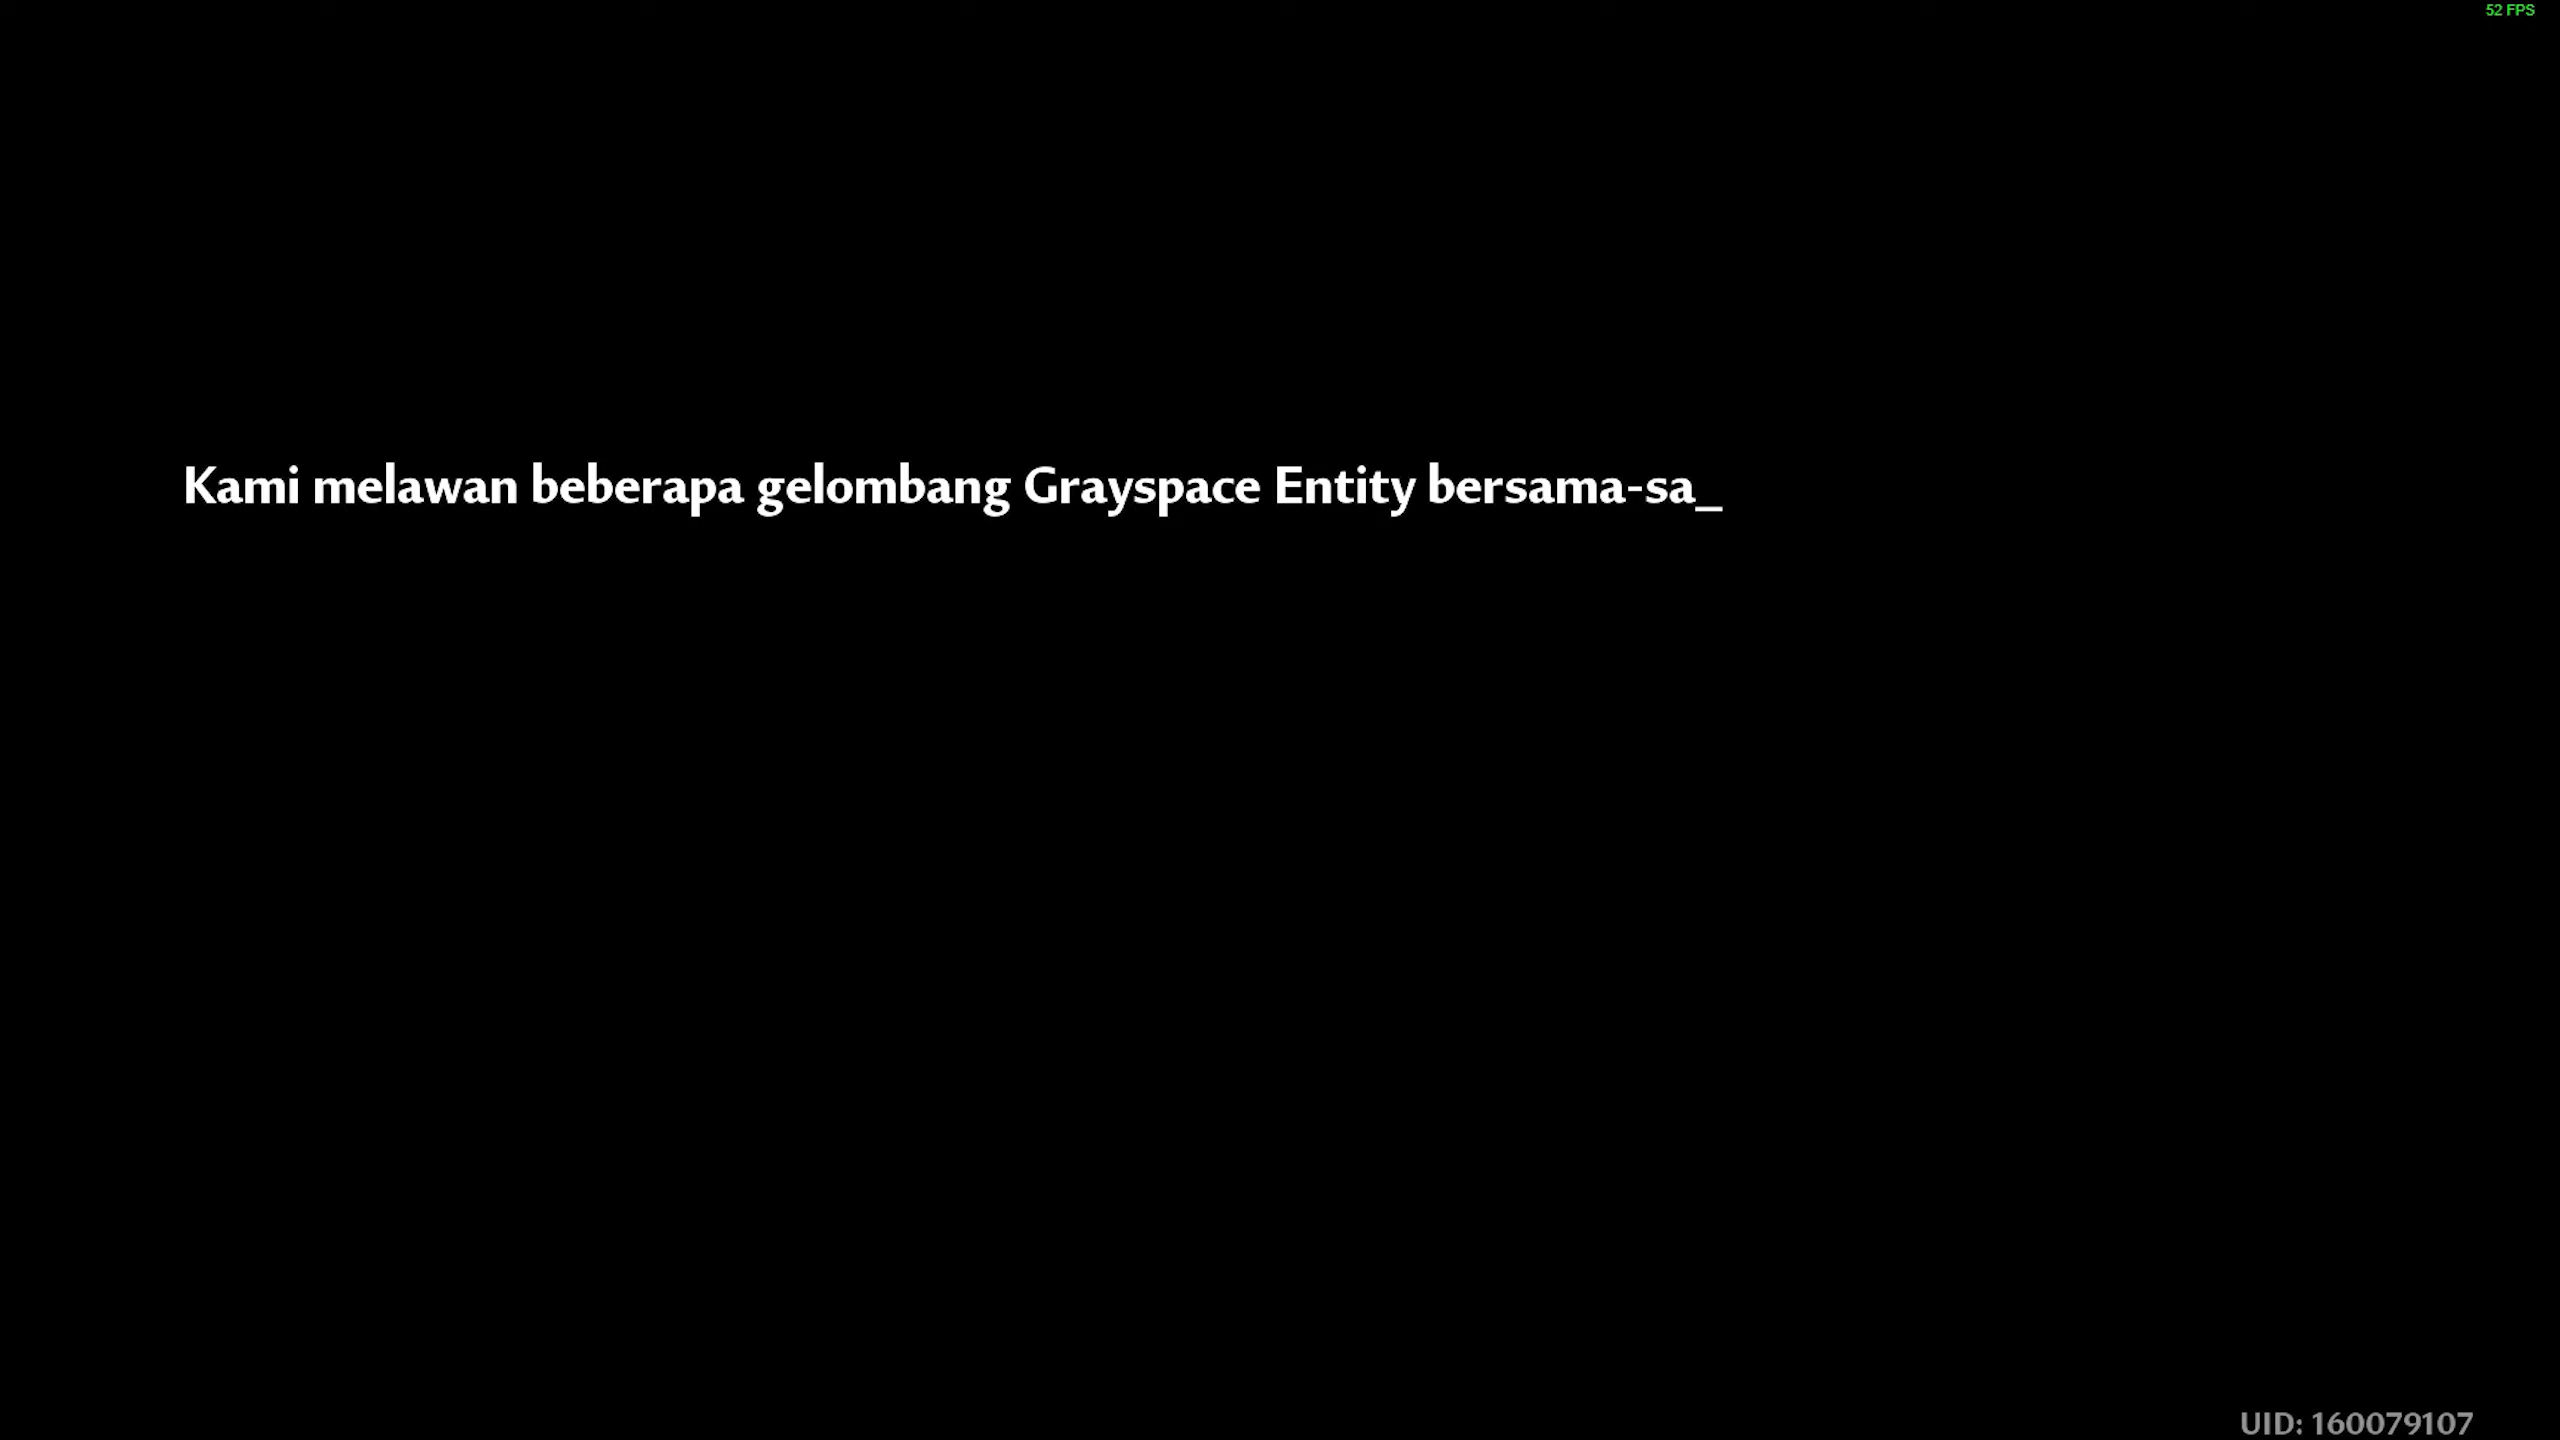 52 FPS
Kami melawan beberapa gelombang Grayspace Entity bersama-sa_
UID: 160079107